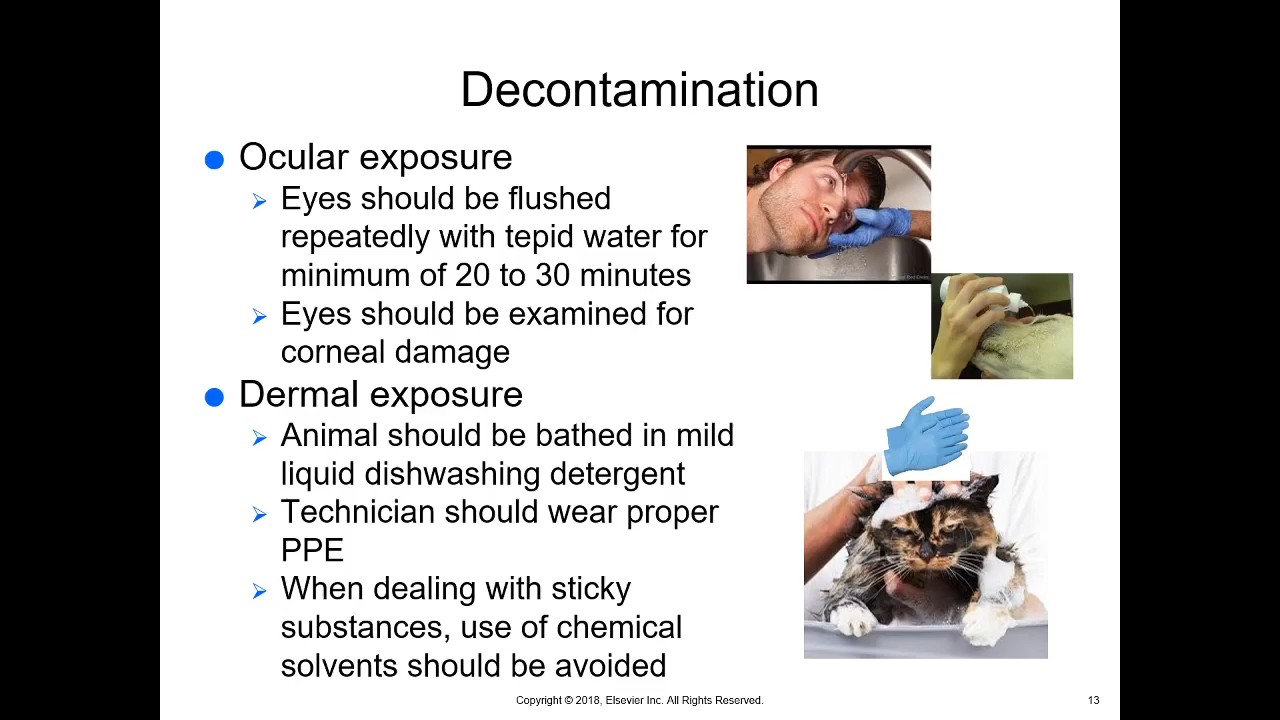 Decontamination
Ocular exposure
Eyes should be flushed
repeatedly with tepid water for
minimum of 20 to 30 minutes
Eyes should be examined for
corneal damage
Dermal exposure
Animal should be bathed in mild
liquid dishwashing detergent
Technician should wear proper
PPE
When dealing with sticky
substances, use of chemical
solvents should be avoided
Copyright © 2018, Elsevier Inc. All Rights Reserved.
13